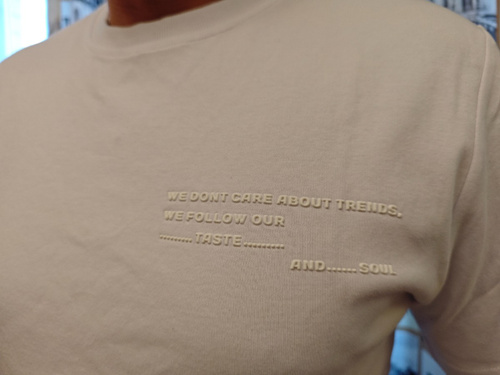 WE DONT CARE ABOUT TRENDS.
WE FOLLOW OUR
........TASTE.........
AND......SOUL